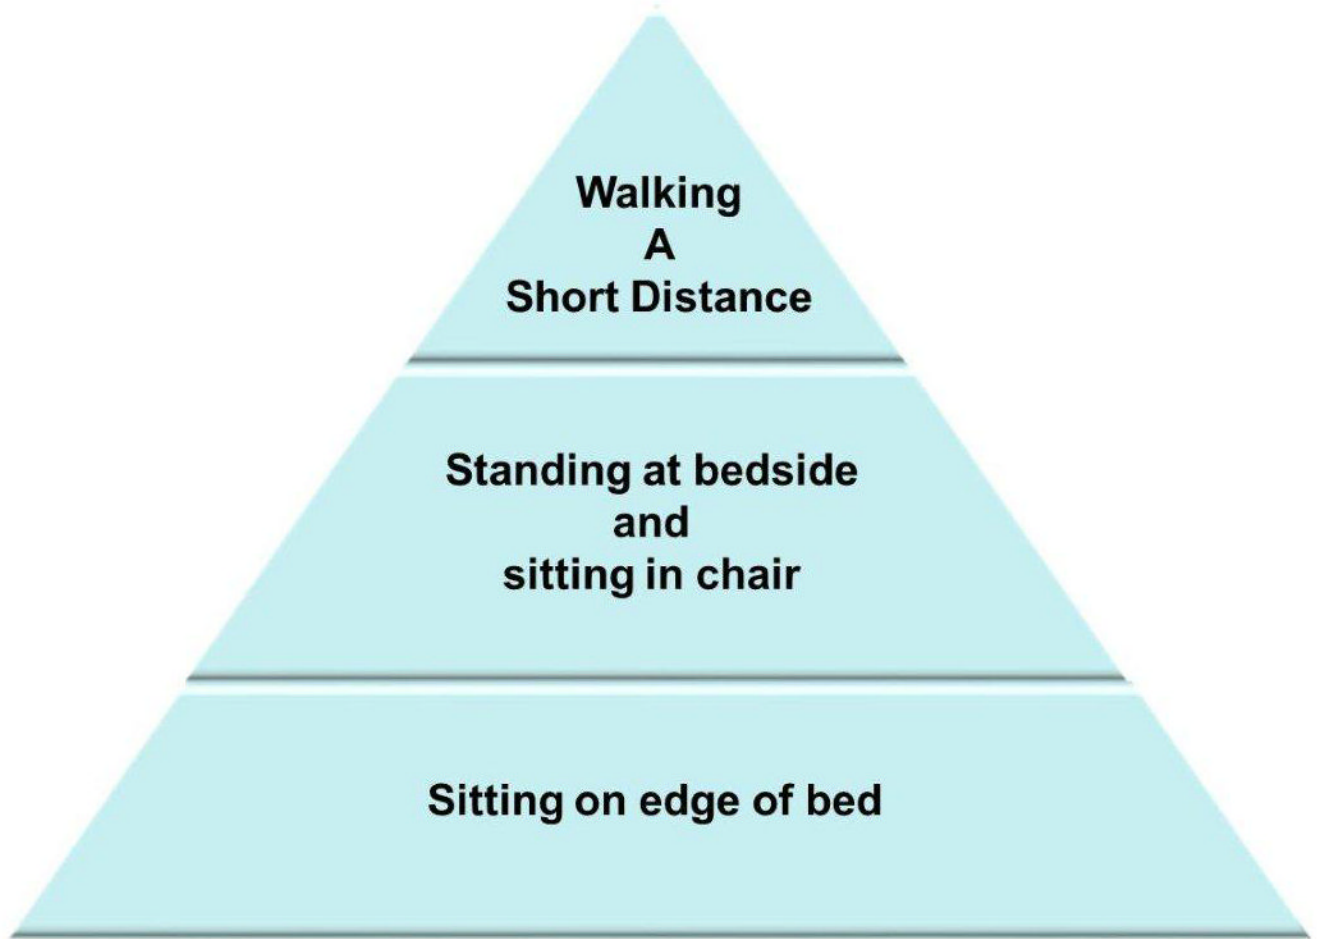 Walking
A
Short Distance
Standing at bedside
and
sitting in chair
Sitting on edge of bed